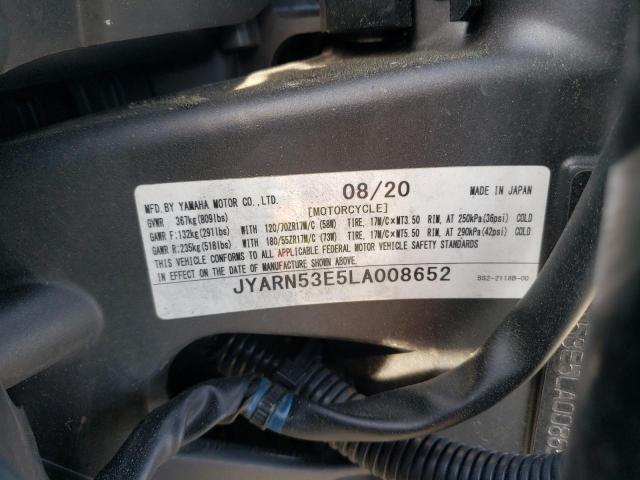 MFD.BY YAMAHA MOTOR CO.,LTD. 08/20 MADE IN JAPAN
GVWR 367kg(809lbs) [MOTORCYCLE]
GAWR F:132kg(291lbs) WITH 120/70ZR17M/C (58W) TIRE, 17M/C×MT3.50 RIM, AT 250kPa(36psi) COLD
GAWR R:235kg(518lbs) WITH 180/55ZR17M/C (73W) TIRE, 17M/C×MT5.50 RIM, AT 290kPa(42psi) COLD
THIS VEHICLE CONFORMS TO ALL APPLICABLE FEDERAL MOTOR VEHICLE SAFETY STANDARDS
IN EFFECT ON THE DATE OF MANUFACTURE SHOWN ABOVE.
JYARN53E5LA008652
BS2-2118B-00
53E5LA0086